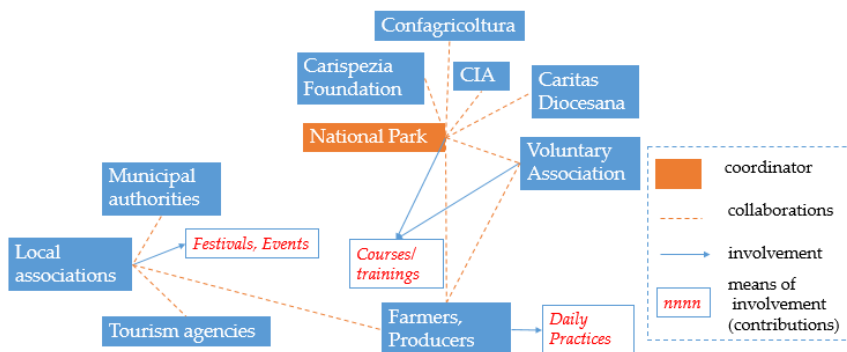 Confagricoltura
Carispezia
Foundation
CIA
Caritas
Diocesana
National Park
Voluntary
Association
Municipal
authorities
Festivals, Events
Local
associations
Courses/
trainings
Tourism agencies
Farmers,
Producers
Daily
Practices
coordinator
collaborations
involvement
nnnn
means of
involvement
(contributions)